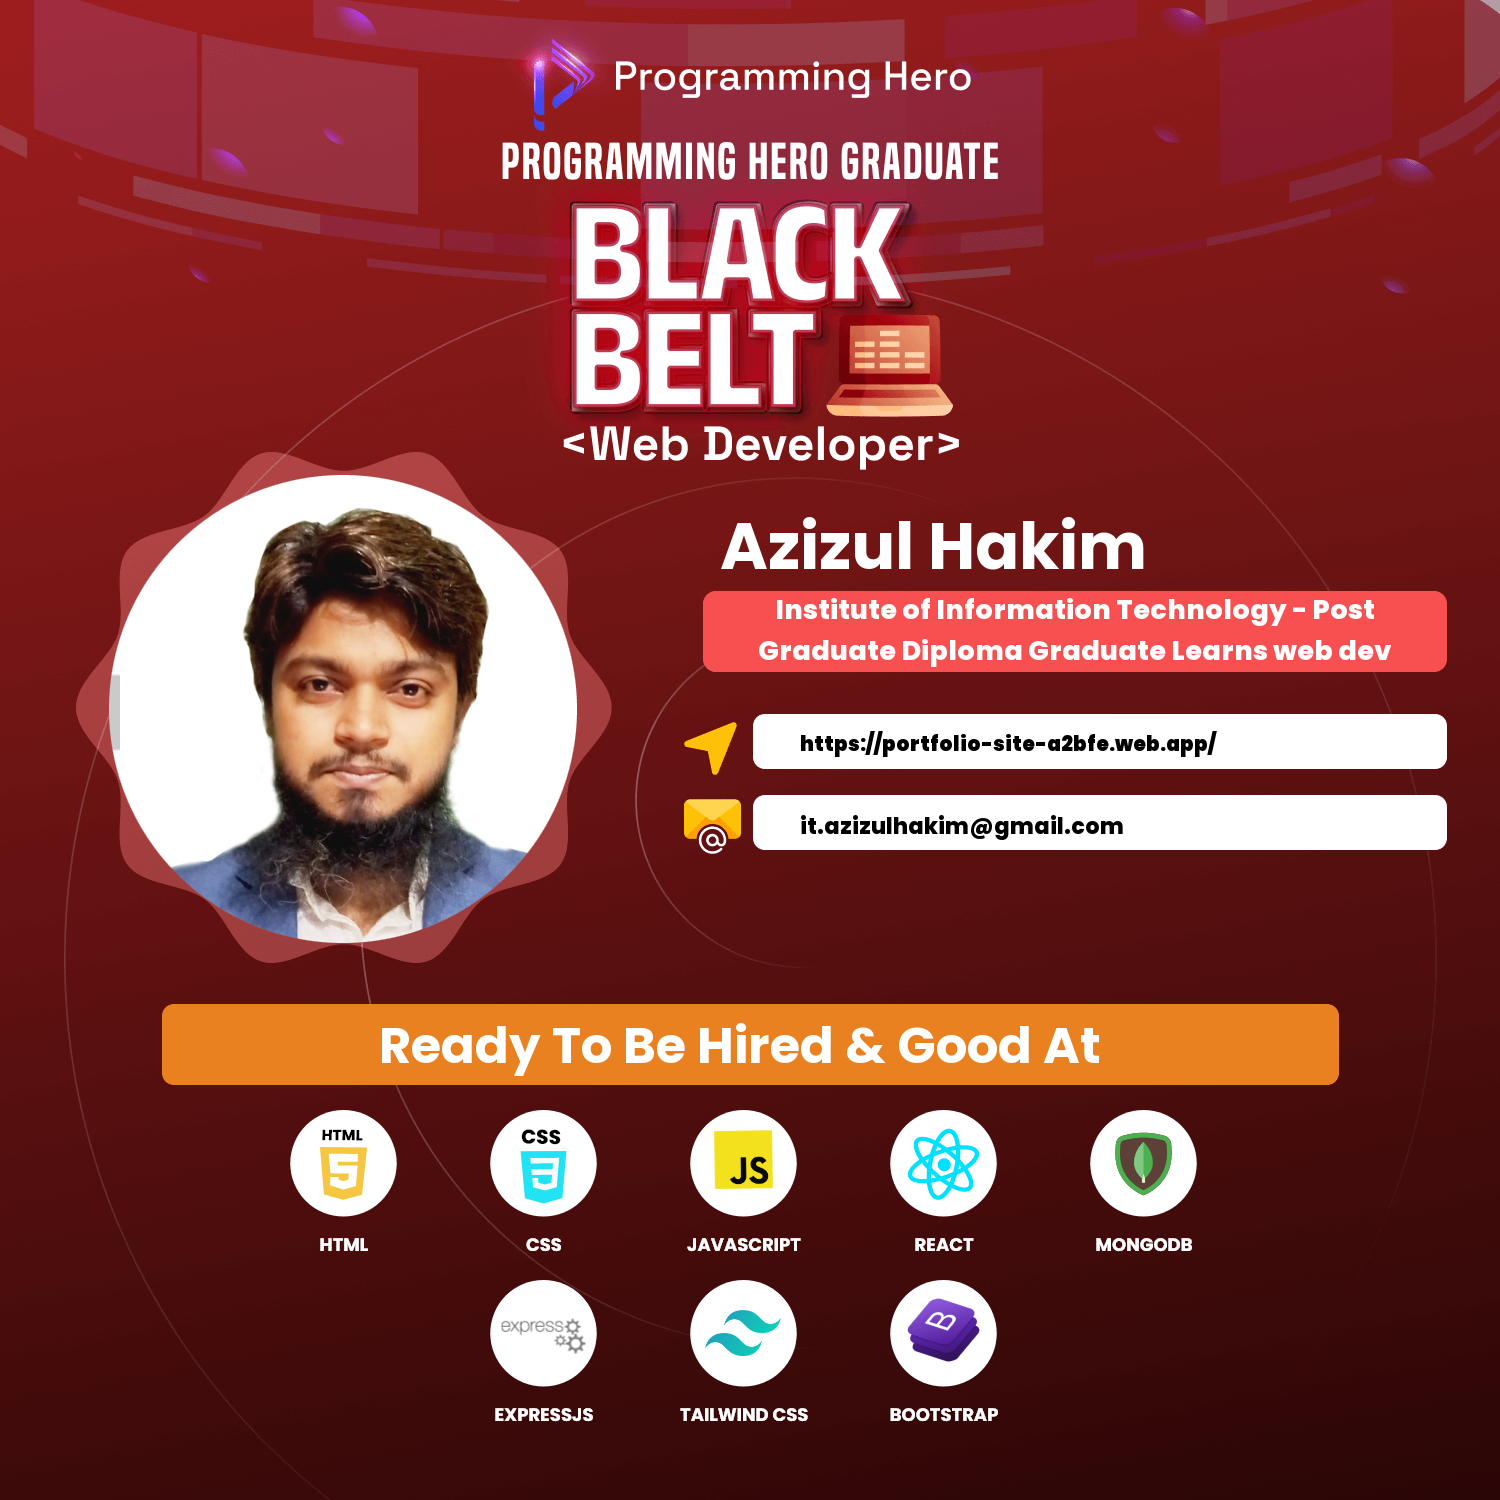 Programming Hero
PROGRAMMING HERO GRADUATE
BLACK
BELT
<Web Developer>
Azizul Hakim
Institute of Information Technology - Post
Graduate Diploma Graduate Learns web dev
https://portfolio-site-a2bfe.web.app/
@
it.azizulhakim@gmail.com
Ready To Be Hired & Good At
HTML
5
CSS
3
JS
HTML
CSS
JAVASCRIPT
REACT
MONGODB
express
B
EXPRESSJS
TAILWIND CSS
BOOTSTRAP